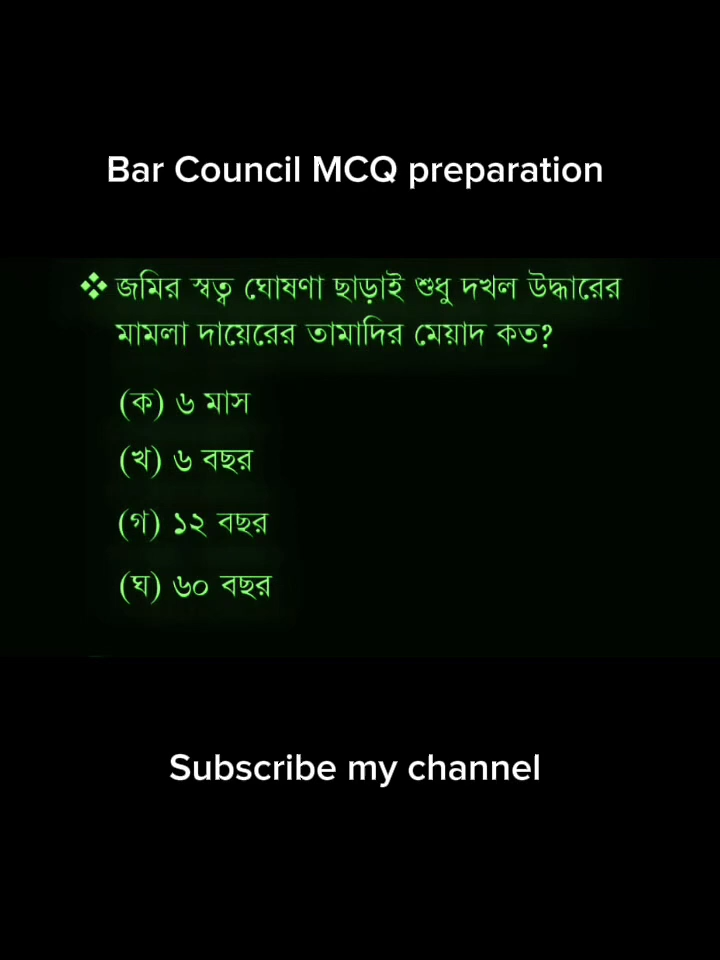 Bar Council MCQ preparation
❖ জমির স্বত্ব ঘোষণা ছাড়াই শুধু দখল উদ্ধারের
মামলা দায়েরের তামাদির মেয়াদ কত?
(ক) ৬ মাস
(খ) ৬ বছর
(গ) ১২ বছর
(ঘ) ৬০ বছর
Subscribe my channel